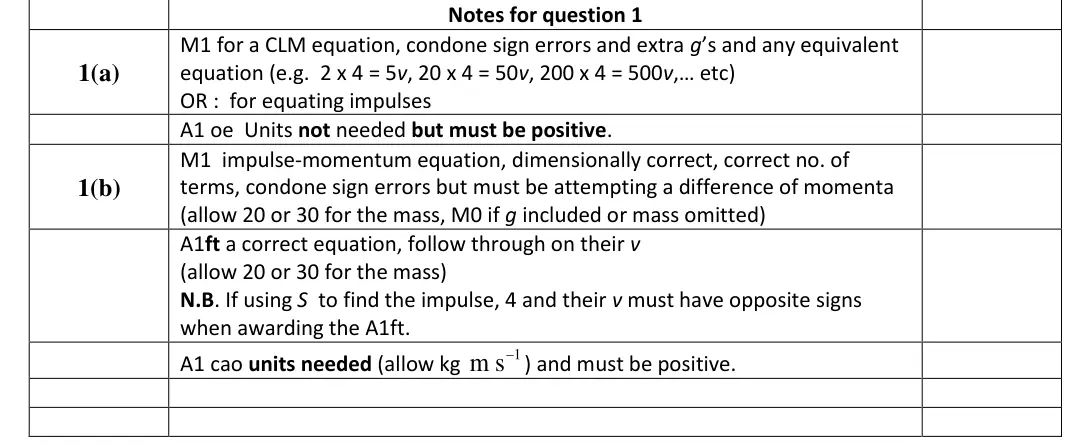 Notes for question 1
1(a)
M1 for a CLM equation, condone sign errors and extra g’s and any equivalent
equation (e.g.  2 x 4 = 5v, 20 x 4 = 50v, 200 x 4 = 500v,… etc)
OR :  for equating impulses
A1 oe  Units not needed but must be positive.
1(b)
M1  impulse-momentum equation, dimensionally correct, correct no. of
terms, condone sign errors but must be attempting a difference of momenta
(allow 20 or 30 for the mass, M0 if g included or mass omitted)
A1ft a correct equation, follow through on their v
(allow 20 or 30 for the mass)
N.B. If using S  to find the impulse, 4 and their v must have opposite signs
when awarding the A1ft.
A1 cao units needed (allow kg m s⁻¹ ) and must be positive.